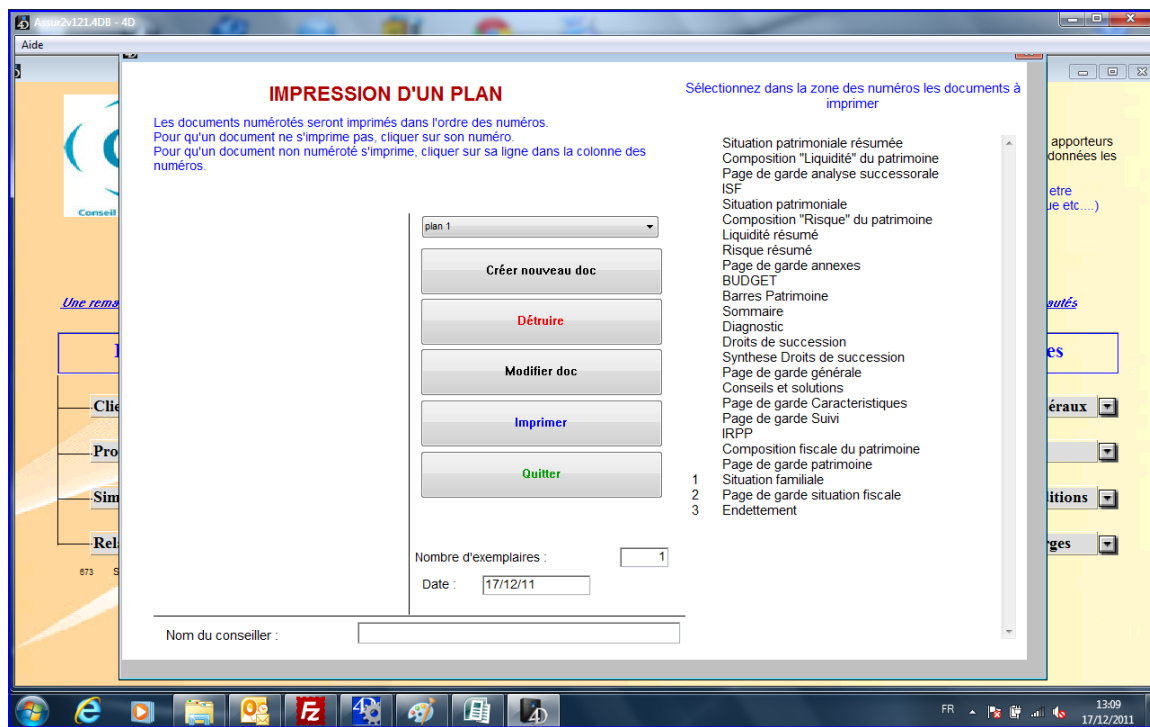 Assur2v121.4DB - 4D
Aide
IMPRESSION D'UN PLAN
Les documents numérotés seront imprimés dans l'ordre des numéros.
Pour qu'un document ne s'imprime pas, cliquer sur son numéro.
Pour qu'un document non numéroté s'imprime, cliquer sur sa ligne dans la colonne des
numéros.
Sélectionnez dans la zone des numéros les documents à
imprimer
plan 1
Créer nouveau doc
Détruire
Modifier doc
Imprimer
Quitter
Nombre d'exemplaires : 1
Date : 17/12/11
Nom du conseiller :
Situation patrimoniale résumée
Composition "Liquidité" du patrimoine
Page de garde analyse successorale
ISF
Situation patrimoniale
Composition "Risque" du patrimoine
Liquidité résumé
Risque résumé
Page de garde annexes
BUDGET
Barres Patrimoine
Sommaire
Diagnostic
Droits de succession
Synthese Droits de succession
Page de garde générale
Conseils et solutions
Page de garde Caracteristiques
Page de garde Suivi
IRPP
Composition fiscale du patrimoine
Page de garde patrimoine
1 Situation familiale
2 Page de garde situation fiscale
3 Endettement
Conseil
Une rema
Clie
Pro
Sim
Rel
673 S
apporteurs
données les
etre
ue etc....)
autés
es
éraux
litions
rges
FR
13:09
17/12/2011